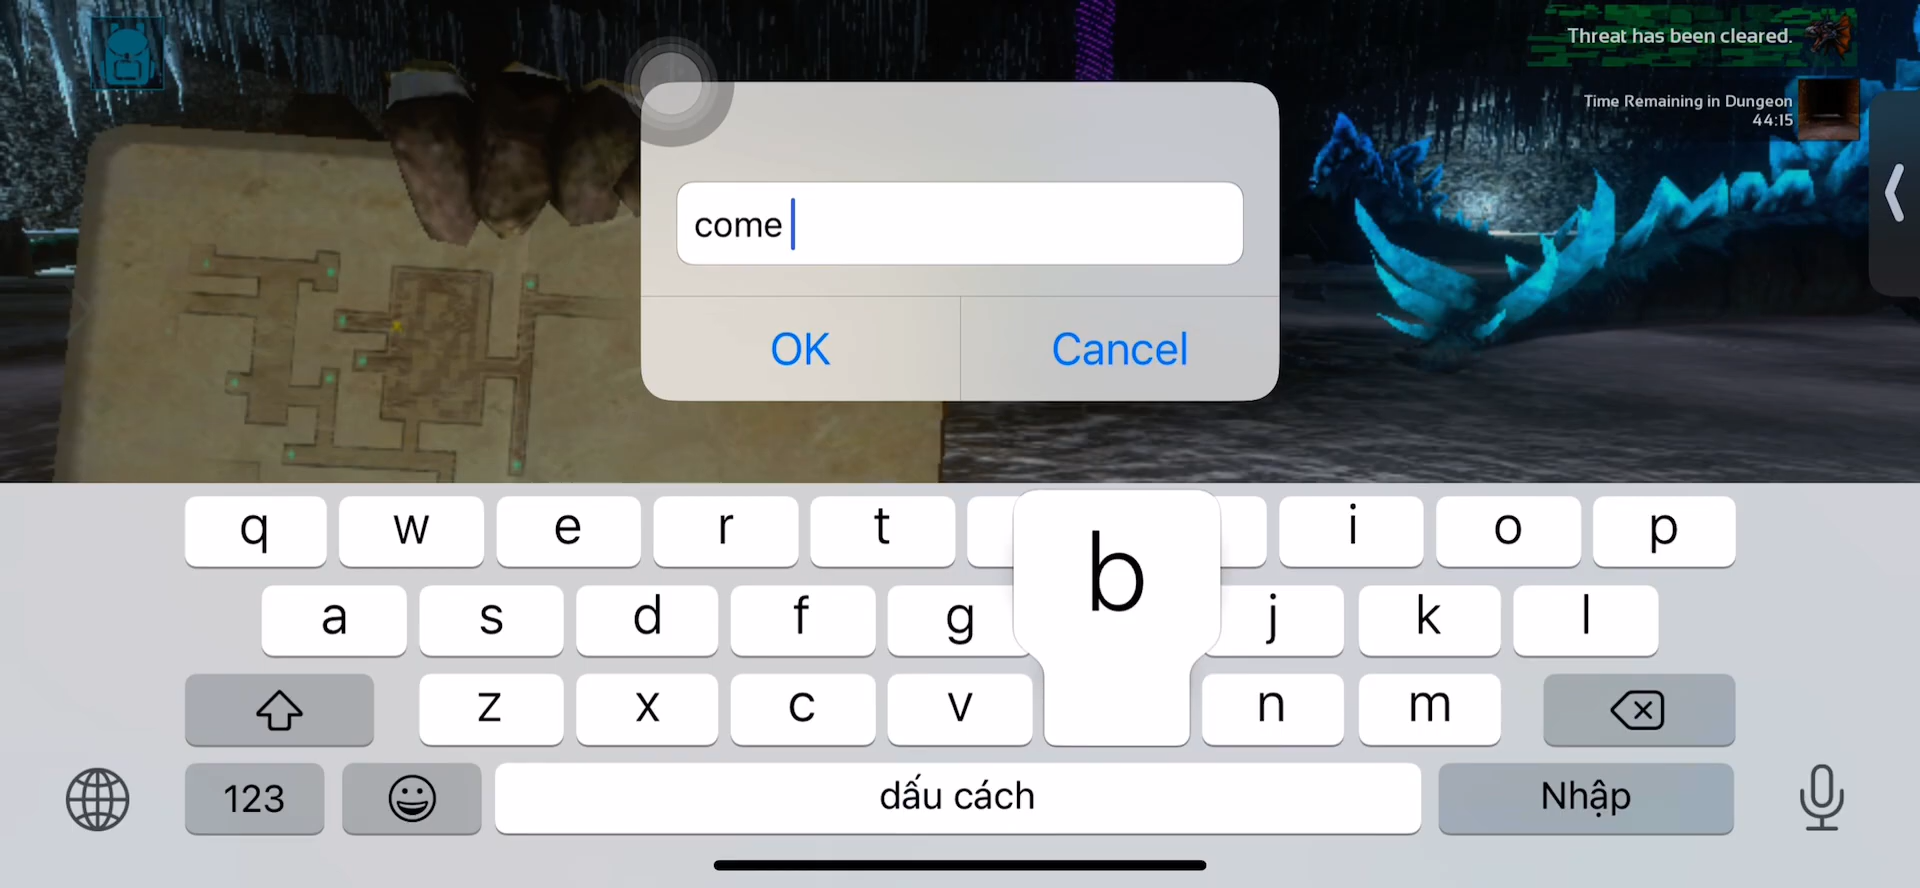 Threat has been cleared.
Time Remaining in Dungeon
44:15
come
OK
Cancel
q w e r t i o p
a s d f g b j k l
z x c v n m
123
dấu cách
Nhập